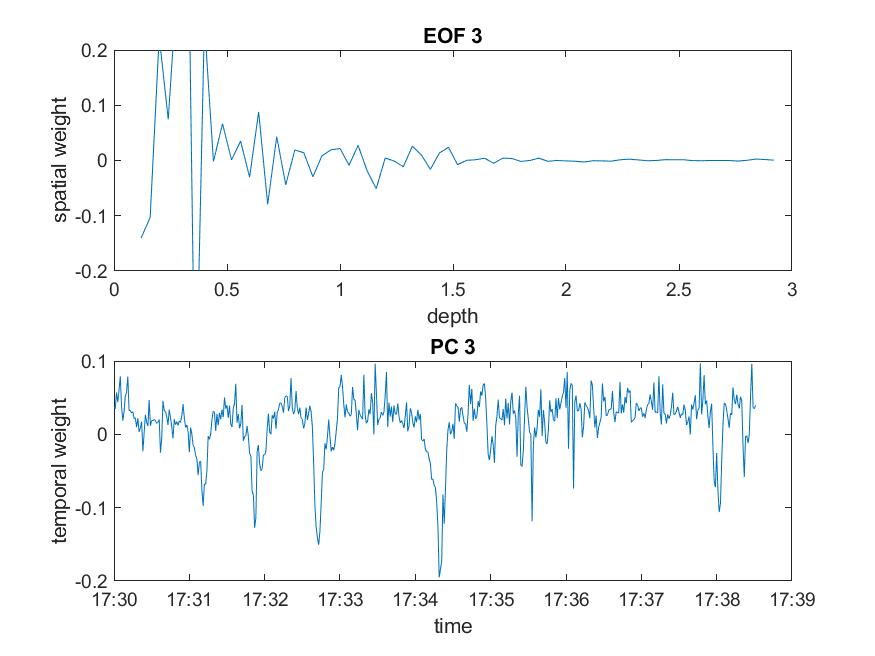 EOF 3
0.2
0.1
0
-0.1
-0.2
spatial weight
0 0.5 1 1.5 2 2.5 3
depth
PC 3
0.1
0
-0.1
-0.2
temporal weight
17:30 17:31 17:32 17:33 17:34 17:35 17:36 17:37 17:38 17:39
time